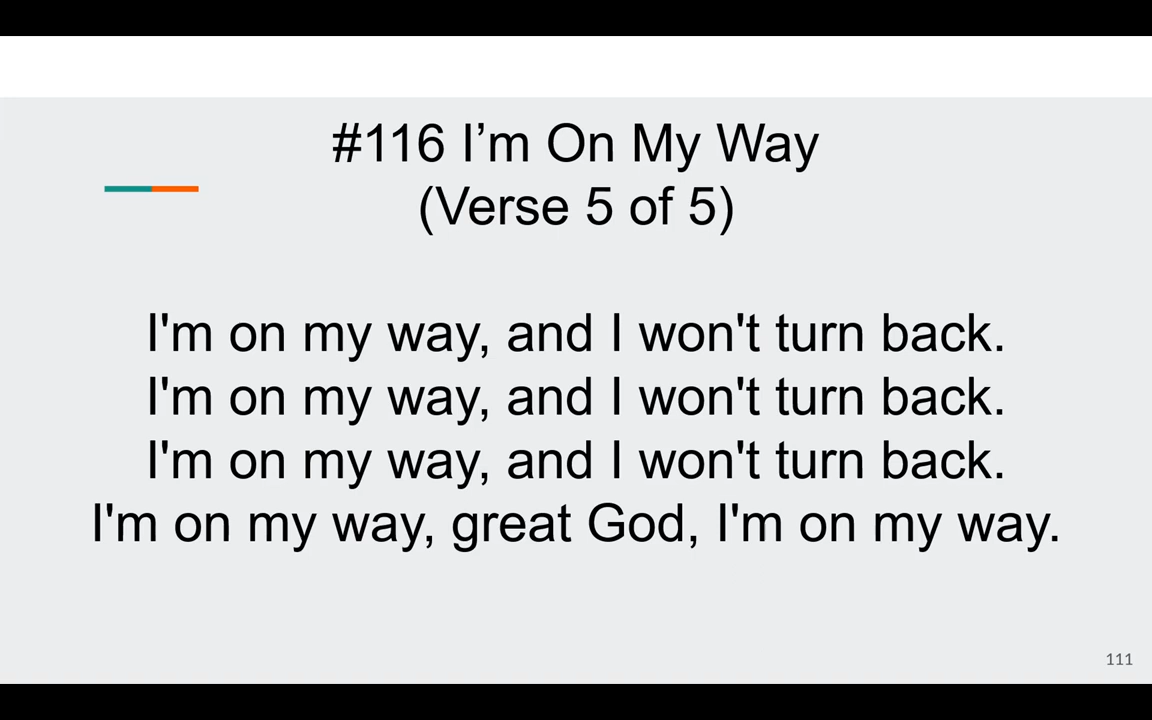 #116 I’m On My Way
(Verse 5 of 5)
I'm on my way, and I won't turn back.
I'm on my way, and I won't turn back.
I'm on my way, and I won't turn back.
I'm on my way, great God, I'm on my way.
111